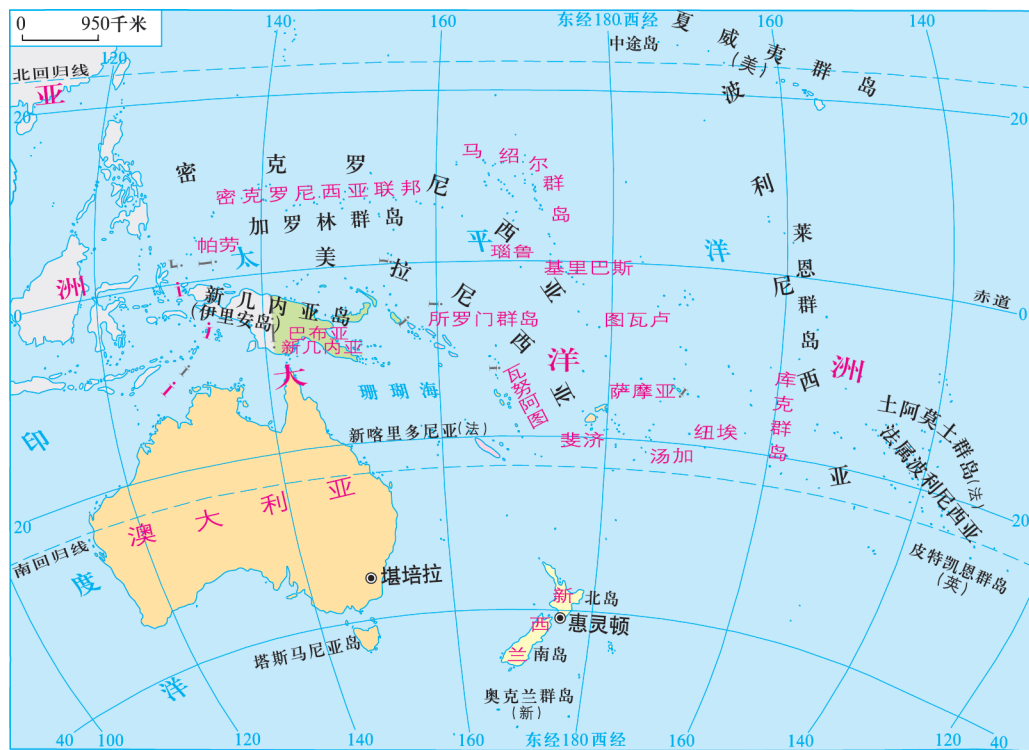 0 950千米
140
160
东经180西经
160
140
夏威夷群岛
(美)
中途岛
120
北回归线
亚
20
20
波利尼西亚
密克罗尼西亚
马绍尔群岛
密克罗尼西亚联邦
加罗林群岛
帕劳
太平洋
美拉尼西亚
瑙鲁
基里巴斯
莱恩群岛
洲
赤道
0
0
新几内亚岛
(伊里安岛)
巴布亚
新几内亚
所罗门群岛
图瓦卢
大洋洲
瓦努阿图
萨摩亚
库克群岛
珊瑚海
土阿莫土群岛(法)
法属波利尼西亚
新喀里多尼亚(法)
斐济
汤加
纽埃
印度洋
澳大利亚
20
20
南回归线
皮特凯恩群岛
(英)
堪培拉
新西兰
北岛
惠灵顿
南岛
塔斯马尼亚岛
奥克兰群岛
(新)
40
100
120
140
160
东经180西经
160
140
120
40